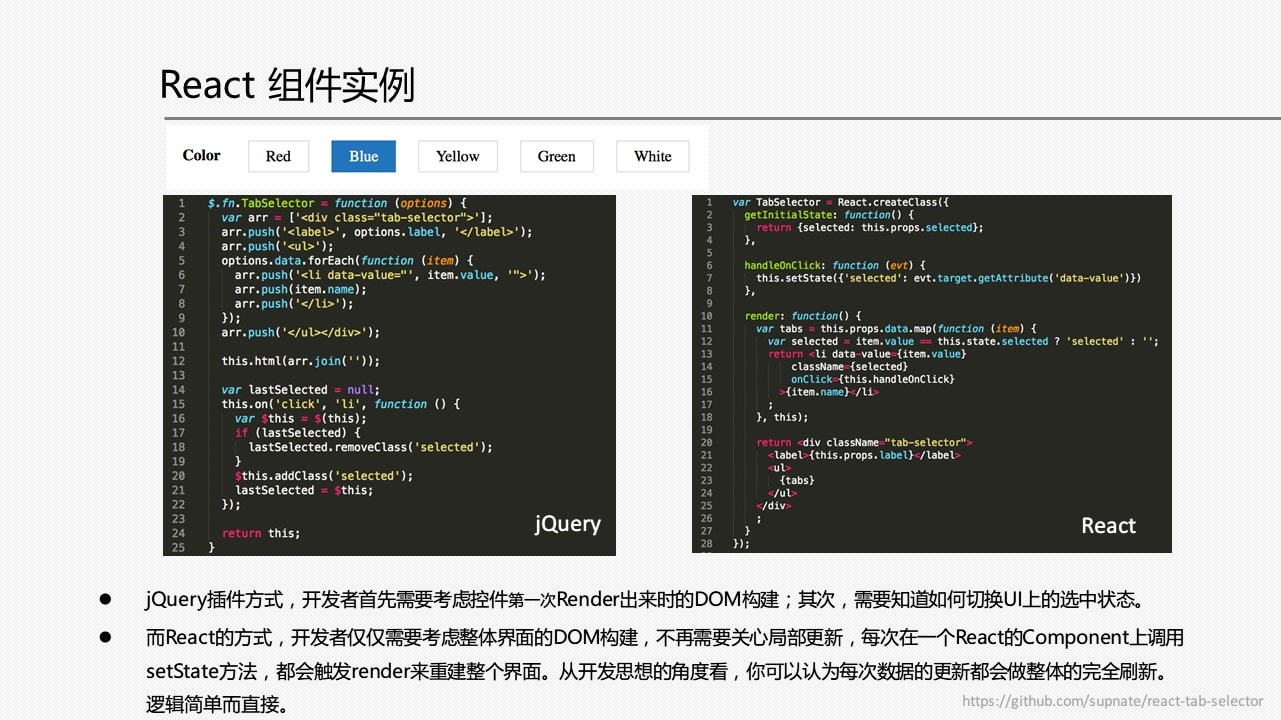 React 组件实例
Color Red Blue Yellow Green White
1 $.fn.TabSelector = function (options) {
2 var arr = ['<div class="tab-selector">'];
3 arr.push('<label>', options.label, '</label>');
4 arr.push('<ul>');
5 options.data.forEach(function (item) {
6 arr.push('<li data-value="', item.value, '">');
7 arr.push(item.name);
8 arr.push('</li>');
9 });
10 arr.push('</ul></div>');
11
12 this.html(arr.join(''));
13
14 var lastSelected = null;
15 this.on('click', 'li', function () {
16 var $this = $(this);
17 if (lastSelected) {
18 lastSelected.removeClass('selected');
19 }
20 $this.addClass('selected');
21 lastSelected = $this;
22 });
23
24 return this;
25 }
jQuery
1 var TabSelector = React.createClass({
2 getInitialState: function() {
3 return {selected: this.props.selected};
4 },
5
6 handleOnClick: function (evt) {
7 this.setState({'selected': evt.target.getAttribute('data-value')})
8 },
9
10 render: function() {
11 var tabs = this.props.data.map(function (item) {
12 var selected = item.value == this.state.selected ? 'selected' : '';
13 return <li data-value={item.value}
14 className={selected}
15 onClick={this.handleOnClick}
16 >{item.name}</li>
17 ;
18 }, this);
19
20 return <div className="tab-selector">
21 <label>{this.props.label}</label>
22 <ul>
23 {tabs}
24 </ul>
25 </div>
26 ;
27 }
28 });
React
● jQuery插件方式，开发者首先需要考虑控件第一次Render出来时的DOM构建；其次，需要知道如何切换UI上的选中状态。
● 而React的方式，开发者仅仅需要考虑整体界面的DOM构建，不再需要关心局部更新，每次在一个React的Component上调用
setState方法，都会触发render来重建整个界面。从开发思想的角度看，你可以认为每次数据的更新都会做整体的完全刷新。
逻辑简单而直接。
https://github.com/supnate/react-tab-selector